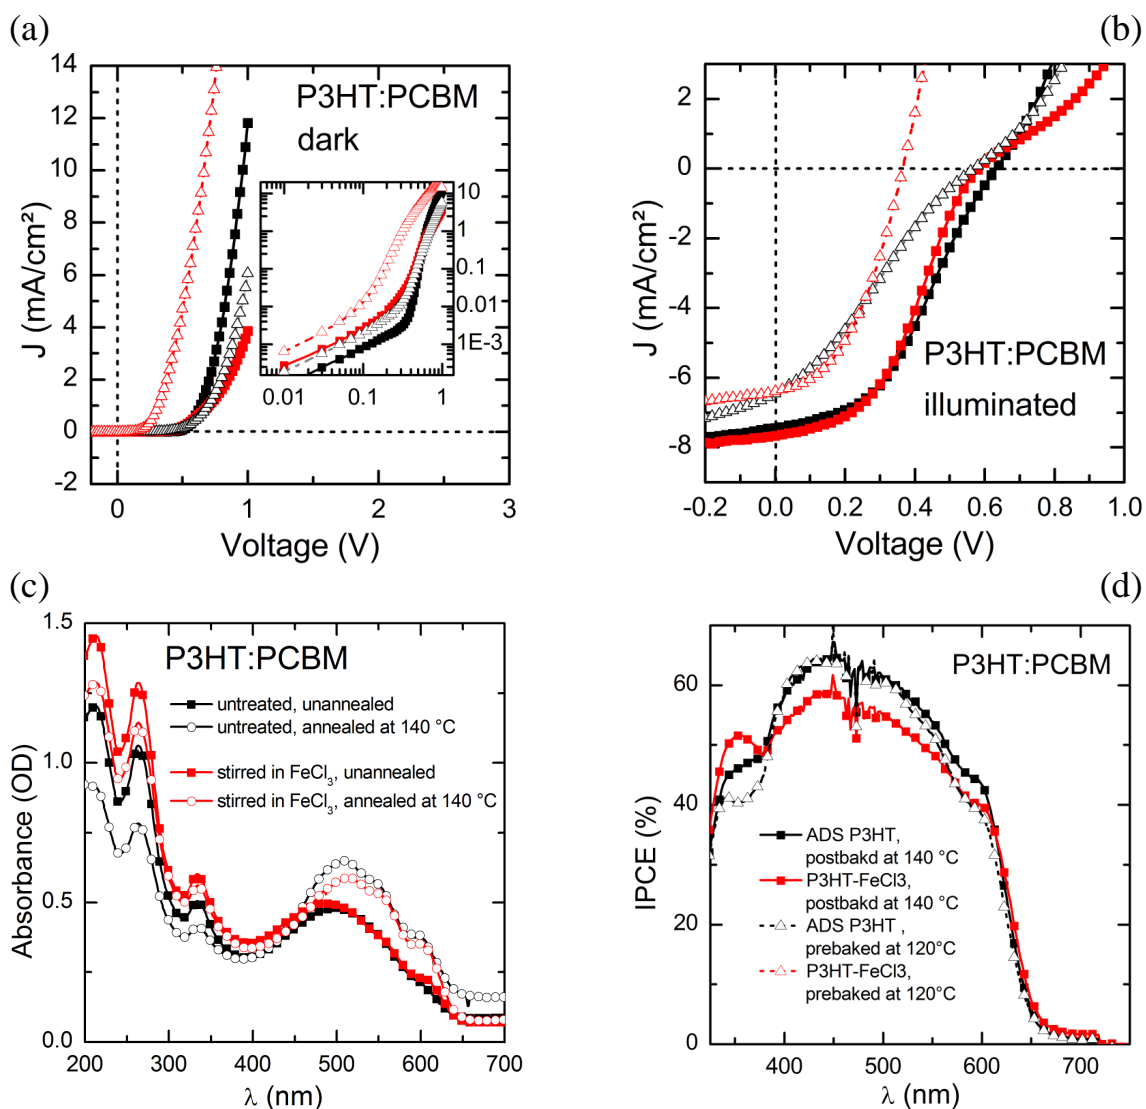 (a)
14
12
10
8
6
4
2
0
-2
J (mA/cm²)
P3HT:PCBM
dark
10
1
0.1
0.01
1E-3
0.01 0.1 1
0 1 2 3
Voltage (V)
(b)
2
0
-2
-4
-6
-8
J (mA/cm²)
P3HT:PCBM
illuminated
-0.2 0.0 0.2 0.4 0.6 0.8 1.0
Voltage (V)
(c)
1.5
1.0
0.5
0.0
Absorbance (OD)
P3HT:PCBM
untreated, unannealed
untreated, annealed at 140 °C
stirred in FeCl₃, unannealed
stirred in FeCl₃, annealed at 140 °C
200 300 400 500 600 700
λ (nm)
(d)
60
40
20
0
IPCE (%)
P3HT:PCBM
ADS P3HT,
postbakd at 140 °C
P3HT-FeCl3,
postbakd at 140 °C
ADS P3HT ,
prebaked at 120°C
P3HT-FeCl3,
prebaked at 120°C
400 500 600 700
λ (nm)